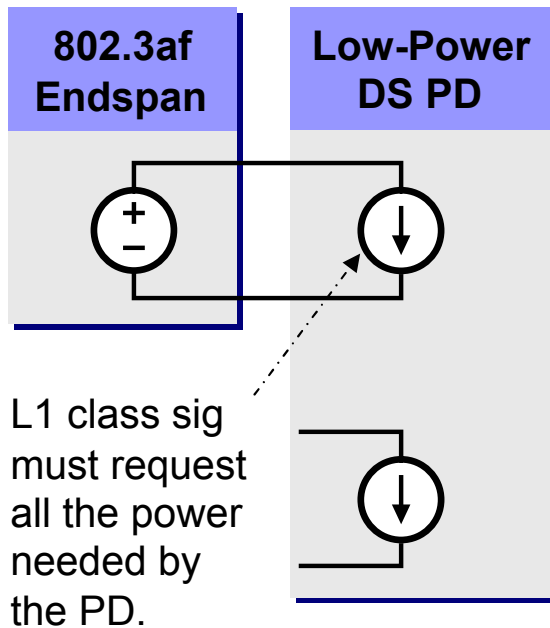 802.3af
Endspan
Low-Power
DS PD
+
–
L1 class sig
must request
all the power
needed by
the PD.